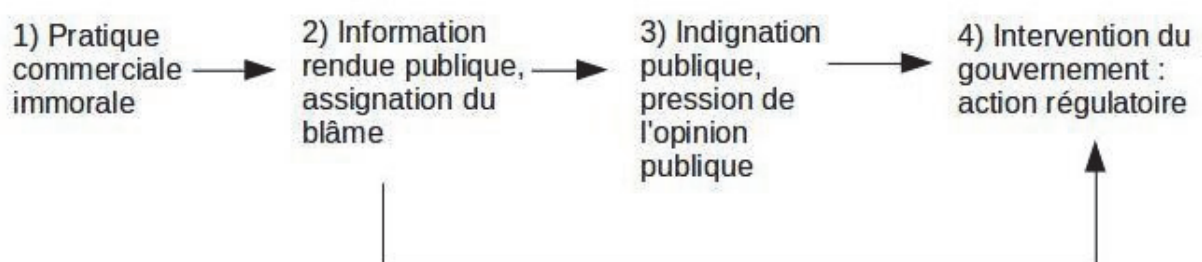 1) Pratique
commerciale
immorale
2) Information
rendue publique,
assignation du
blâme
3) Indignation
publique,
pression de
l'opinion
publique
4) Intervention du
gouvernement :
action régulatoire